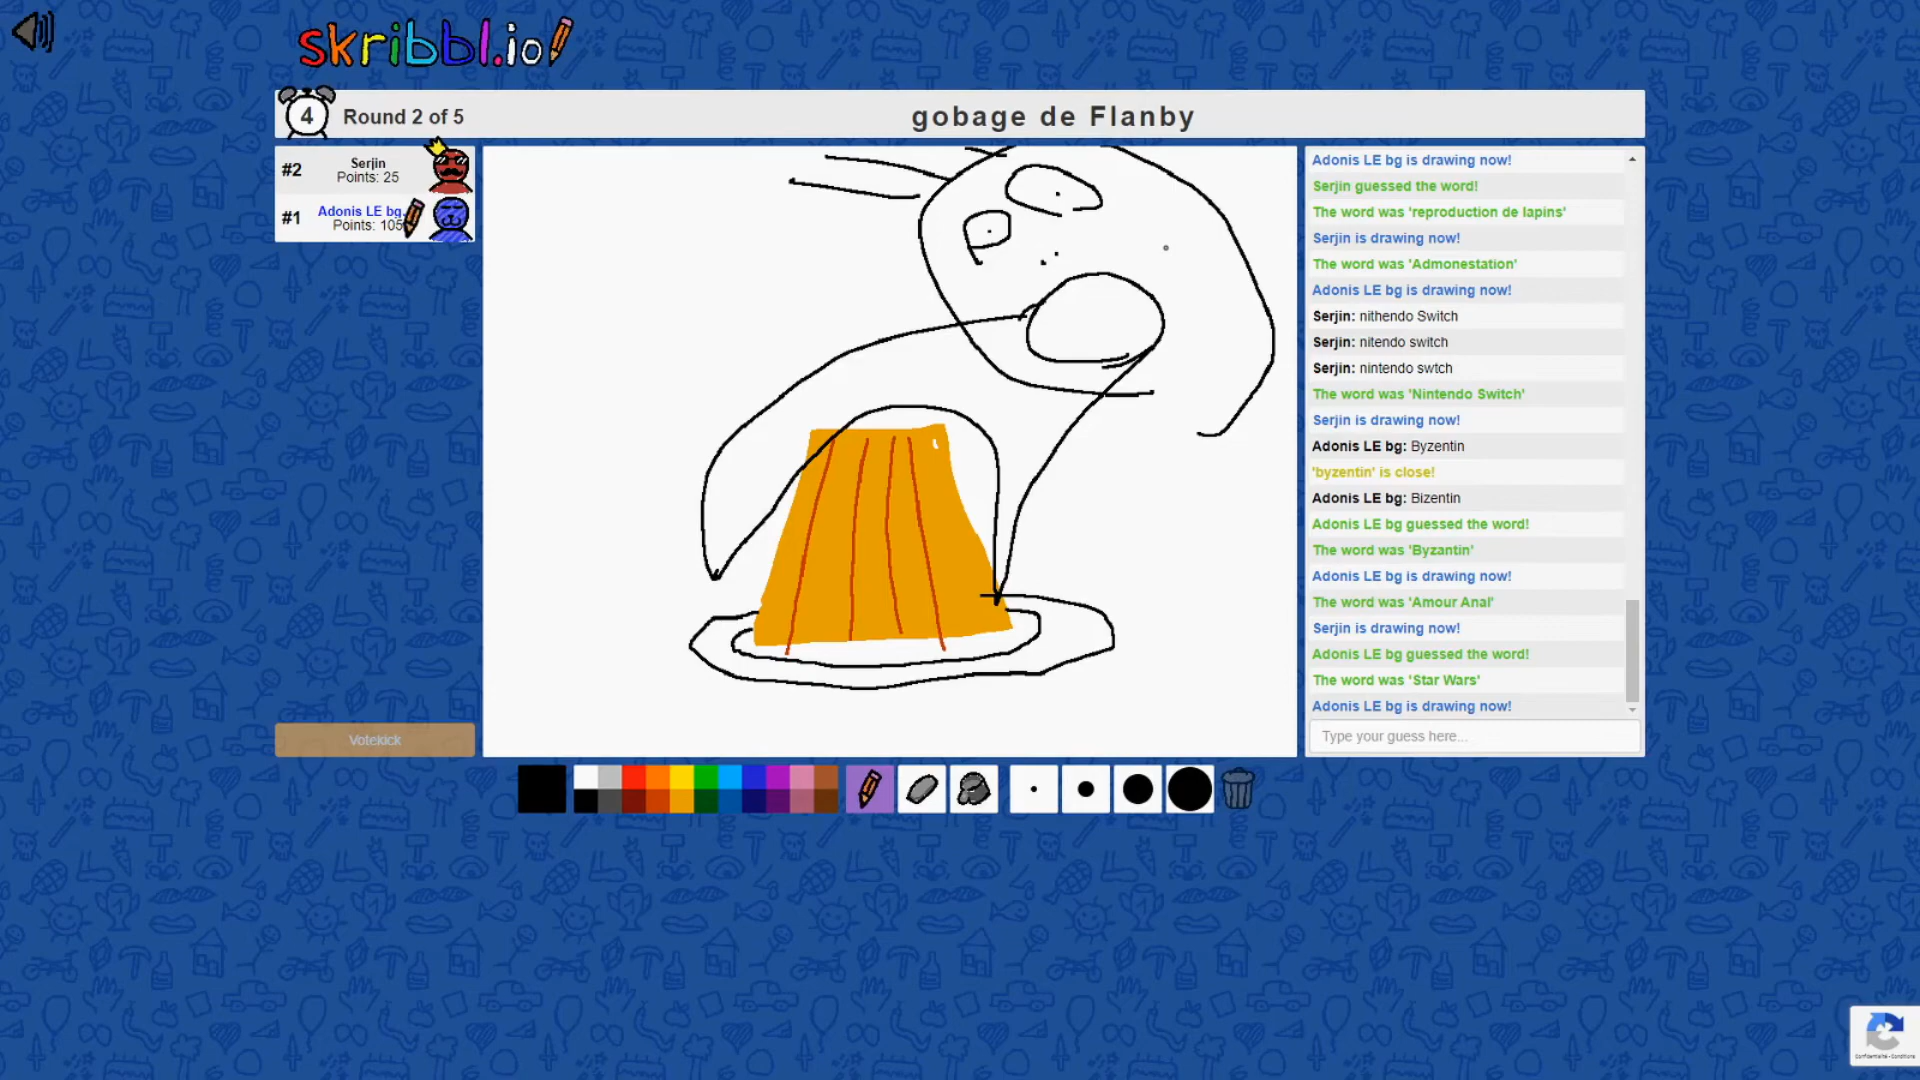 skribbl.io
4
Round 2 of 5
gobage de Flanby
#2
Serjin
Points: 25
#1
Adonis LE bg.
Points: 105
Votekick
Adonis LE bg is drawing now!
Serjin guessed the word!
The word was 'reproduction de lapins'
Serjin is drawing now!
The word was 'Admonestation'
Adonis LE bg is drawing now!
Serjin: nithendo Switch
Serjin: nitendo switch
Serjin: nintendo swtch
The word was 'Nintendo Switch'
Serjin is drawing now!
Adonis LE bg: Byzentin
'byzentin' is close!
Adonis LE bg: Bizentin
Adonis LE bg guessed the word!
The word was 'Byzantin'
Adonis LE bg is drawing now!
The word was 'Amour Anal'
Serjin is drawing now!
Adonis LE bg guessed the word!
The word was 'Star Wars'
Adonis LE bg is drawing now!
Type your guess here...
Confidentialité - Conditions